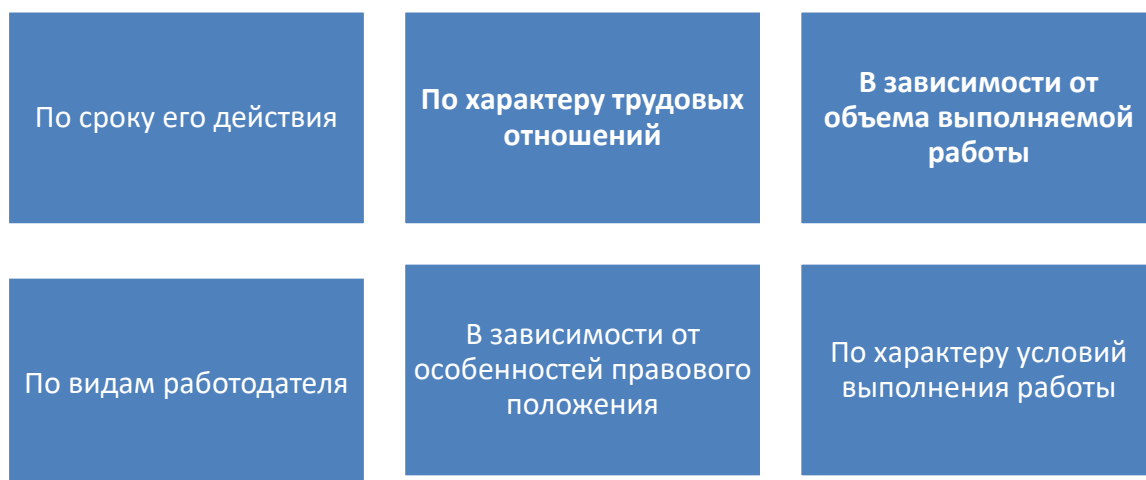 По сроку его действия
По характеру трудовых
отношений
В зависимости от
объема выполняемой
работы
По видам работодателя
В зависимости от
особенностей правового
положения
По характеру условий
выполнения работы